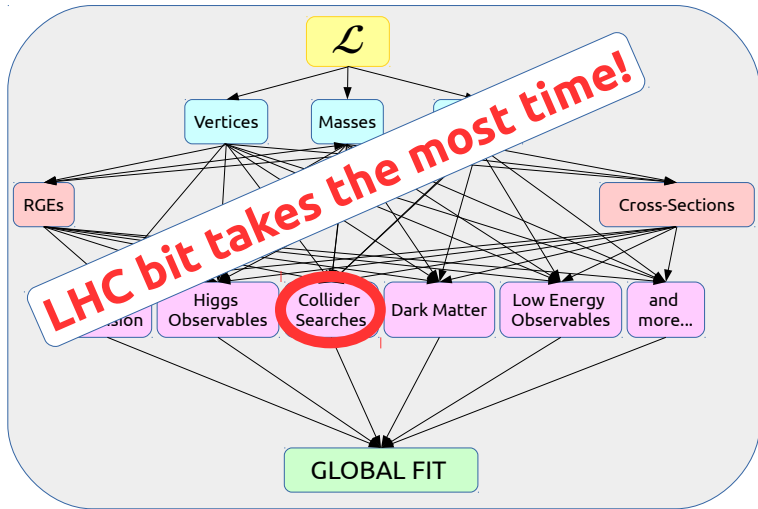 ℒ
Vertices
Masses
LHC bit takes the most time!
RGEs
Cross-Sections
Higgs
Observables
Collider
Searches
Dark Matter
Low Energy
Observables
and
more...
GLOBAL FIT